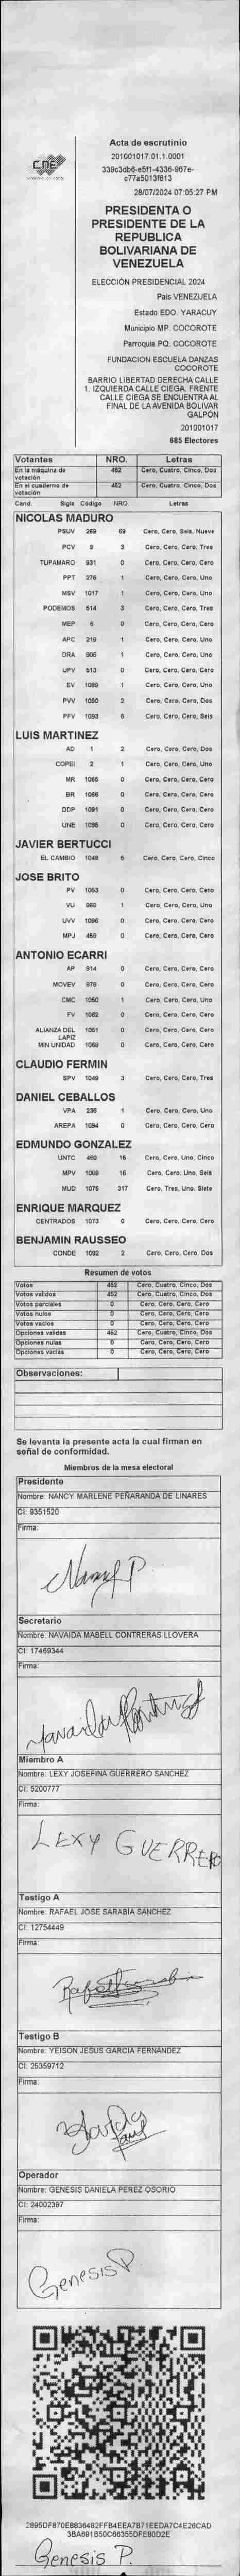 CNE
Acta de escrutinio
201001017.01.1.0001
339c3db6-e5f1-4336-967e-
c77a5013f813
28/07/2024 07:05:27 PM
PRESIDENTA O
PRESIDENTE DE LA
REPUBLICA
BOLIVARIANA DE
VENEZUELA
ELECCIÓN PRESIDENCIAL 2024
Pais VENEZUELA
Estado EDO. YARACUY
Municipio MP. COCOROTE
Parroquia PQ. COCOROTE
FUNDACION ESCUELA DANZAS
COCOROTE
BARRIO LIBERTAD DERECHA CALLE
1. IZQUIERDA CALLE CIEGA. FRENTE
CALLE CIEGA SE ENCUENTRA AL
FINAL DE LA AVENIDA BOLIVAR
GALPÓN
201001017
685 Electores
Votantes NRO. Letras
En la máquina de votación 462 Cero, Cuatro, Cinco, Dos
En el cuaderno de votación 452 Cero, Cuatro, Cinco, Dos
Cand. Sigla Código NRO. Letras
NICOLAS MADURO
PSUV 269 69 Cero, Cero, Seis, Nueve
PCV 9 3 Cero, Cero, Cero, Tres
TUPAMARO 931 0 Cero, Cero, Cero, Cero
PPT 276 1 Cero, Cero, Cero, Uno
MSV 1017 1 Cero, Cero, Cero, Uno
PODEMOS 514 3 Cero, Cero, Cero, Tres
MEP 6 0 Cero, Cero, Cero, Cero
APC 219 1 Cero, Cero, Cero, Uno
ORA 906 1 Cero, Cero, Cero, Uno
UPV 513 0 Cero, Cero, Cero, Cero
EV 1089 1 Cero, Cero, Cero, Uno
PVV 1090 2 Cero, Cero, Cero, Dos
PFV 1093 6 Cero, Cero, Cero, Seis
LUIS MARTINEZ
AD 1 2 Cero, Cero, Cero, Dos
COPEI 2 1 Cero, Cero, Cero, Uno
MR 1065 0 Cero, Cero, Cero, Cero
BR 1066 0 Cero, Cero, Cero, Cero
DDP 1091 0 Cero, Cero, Cero, Cero
UNE 1095 0 Cero, Cero, Cero, Cero
JAVIER BERTUCCI
EL CAMBIO 1048 Cero, Cero, Cero, Cinco
JOSE BRITO
PV 1063 0 Cero, Cero, Cero, Cero
VU 868 1 Cero, Cero, Cero, Uno
UVV 1096 0 Cero, Cero, Cero, Cero
MPJ 459 0 Cero, Cero, Cero, Cero
ANTONIO ECARRI
AP 914 0 Cero, Cero, Cero, Cero
MOVEV 978 0 Cero, Cero, Cero, Cero
CMC 1050 1 Cero, Cero, Cero, Uno
FV 1062 0 Cero, Cero, Cero, Cero
ALIANZA DEL LAPIZ 1061 0 Cero, Cero, Cero, Cero
MIN UNIDAD 1069 0 Cero, Cero, Cero, Cero
CLAUDIO FERMIN
SPV 1049 3 Cero, Cero, Cero, Tres
DANIEL CEBALLOS
VPA 236 1 Cero, Cero, Cero, Uno
AREPA 1094 0 Cero, Cero, Cero, Cero
EDMUNDO GONZALEZ
UNTC 460 15 Cero, Cero, Uno, Cinco
MPV 16 Cero, Cero, Uno, Seis
MUD 1075 317 Cero, Tres, Uno, Siete
ENRIQUE MARQUEZ
CENTRADOS 1073 0 Cero, Cero, Cero, Cero
BENJAMIN RAUSSEO
CONDE 1092 2 Cero, Cero, Cero, Dos
Resumen de votos
Votos 452 Cero, Cuatro, Cinco, Dos
Votos validos 452 Cero, Cuatro, Cinco, Dos
Votos parciales 0 Cero, Cero, Cero, Cero
Votos nulos 0 Cero, Cero, Cero, Cero
Votos vacios 0 Cero, Cero, Cero, Cero
Opciones validas 452 Cero, Cuatro, Cinco, Dos
Opciones nulas 0 Cero, Cero, Cero, Cero
Opciones vacias 0 Cero, Cero, Cero, Cero
Observaciones:
Se levanta la presente acta la cual firman en
señal de conformidad.
Miembros de la mesa electoral
Presidente
Nombre: NANCY MARLENE PEÑARANDA DE LINARES
CI: 9351520
Firma:
Nancy P.
Secretario
Nombre: NAVAIDA MABELL CONTRERAS LLOVERA
CI: 17469344
Firma:
Miembro A
Nombre: LEXY JOSEFINA GUERRERO SANCHEZ
CI: 5200777
Firma:
LEXY GUERRERO
Testigo A
Nombre: RAFAEL JOSE SARABIA SANCHEZ
CI: 12754449
Firma:
Testigo B
Nombre: YEISON JESUS GARCIA FERNANDEZ
CI: 25359712
Firma:
Operador
Nombre: GENESIS DANIELA PEREZ OSORIO
CI: 24002397
Firma:
Genesis P.
2895DF870E8836482FFB4EEA7B71EEDA7C4E26CAD
3BA691B50C66355DFE80D2E
Genesis P.